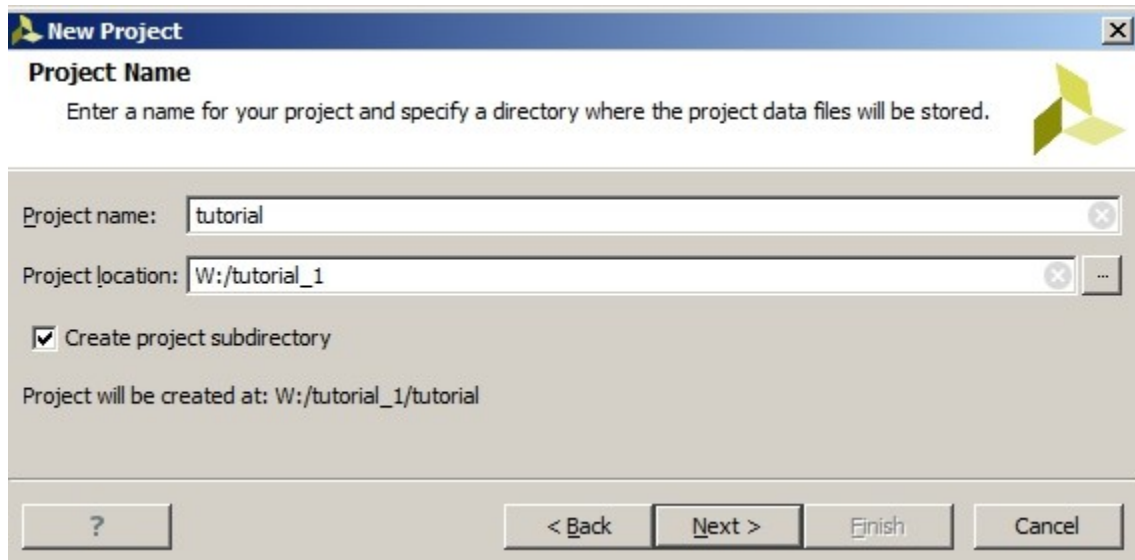 New Project
Project Name
Enter a name for your project and specify a directory where the project data files will be stored.
Project name: tutorial
Project location: W:/tutorial_1 ...
Create project subdirectory
Project will be created at: W:/tutorial_1/tutorial
? < Back Next > Finish Cancel